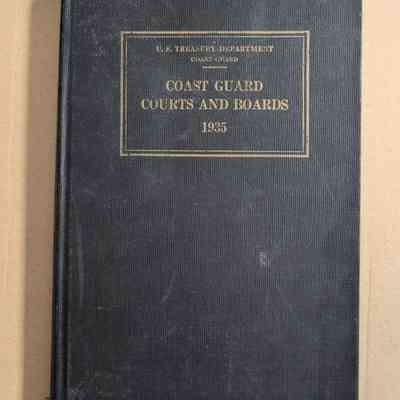 U. S. TREASURY DEPARTMENT
COAST GUARD
COAST GUARD
COURTS AND BOARDS
1935